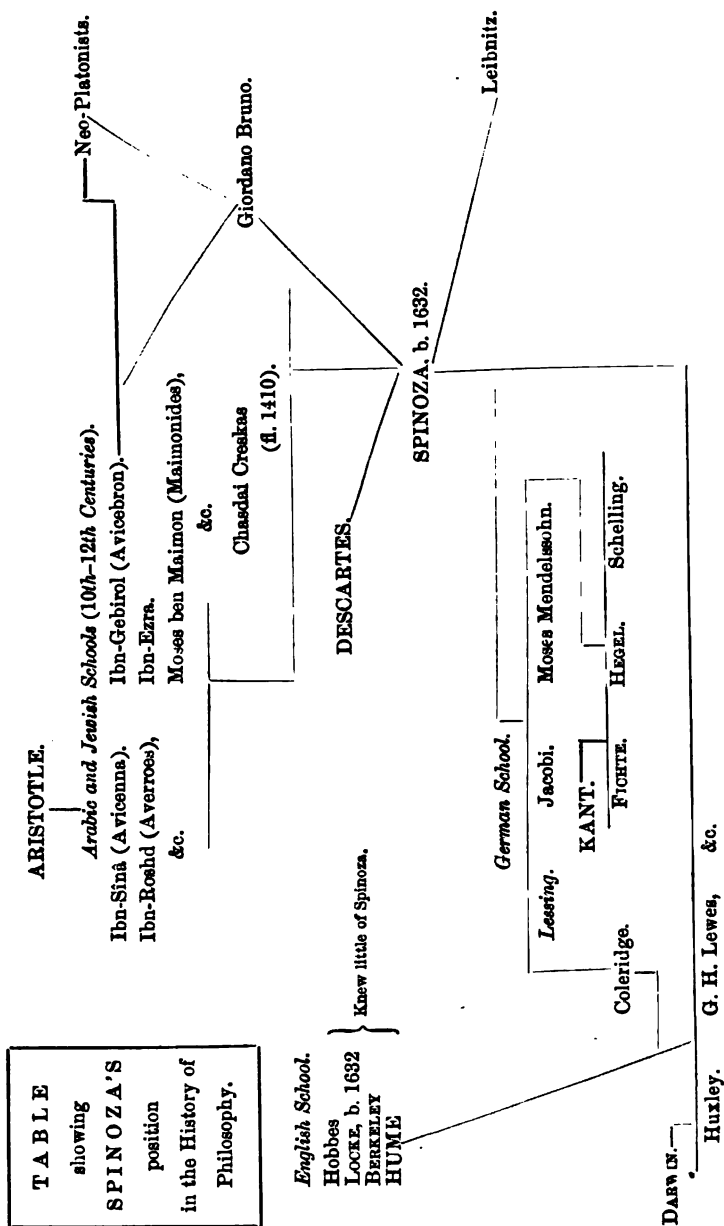 TABLE
showing
SPINOZA'S
position
in the History of
Philosophy.
ARISTOTLE.
Neo-Platonists.
Arabic and Jewish Schools (10th–12th Centuries).
Ibn-Sinâ (Avicenna).
Ibn-Roshd (Averroes),
&c.
Ibn-Gebirol (Avicebron).
Ibn-Ezra.
Moses ben Maimon (Maimonides),
&c.
Giordano Bruno.
Chasdai Creskas
(fl. 1410).
English School.
Hobbes
LOCKE, b. 1632
BERKELEY
HUME
Knew little of Spinoza.
DESCARTES.
SPINOZA, b. 1632.
Leibnitz.
German School.
Lessing.
Jacobi.
Moses Mendelssohn.
KANT.
Coleridge.
FICHTE.
HEGEL.
Schelling.
DARWIN.
Huxley.
G. H. Lewes,
&c.